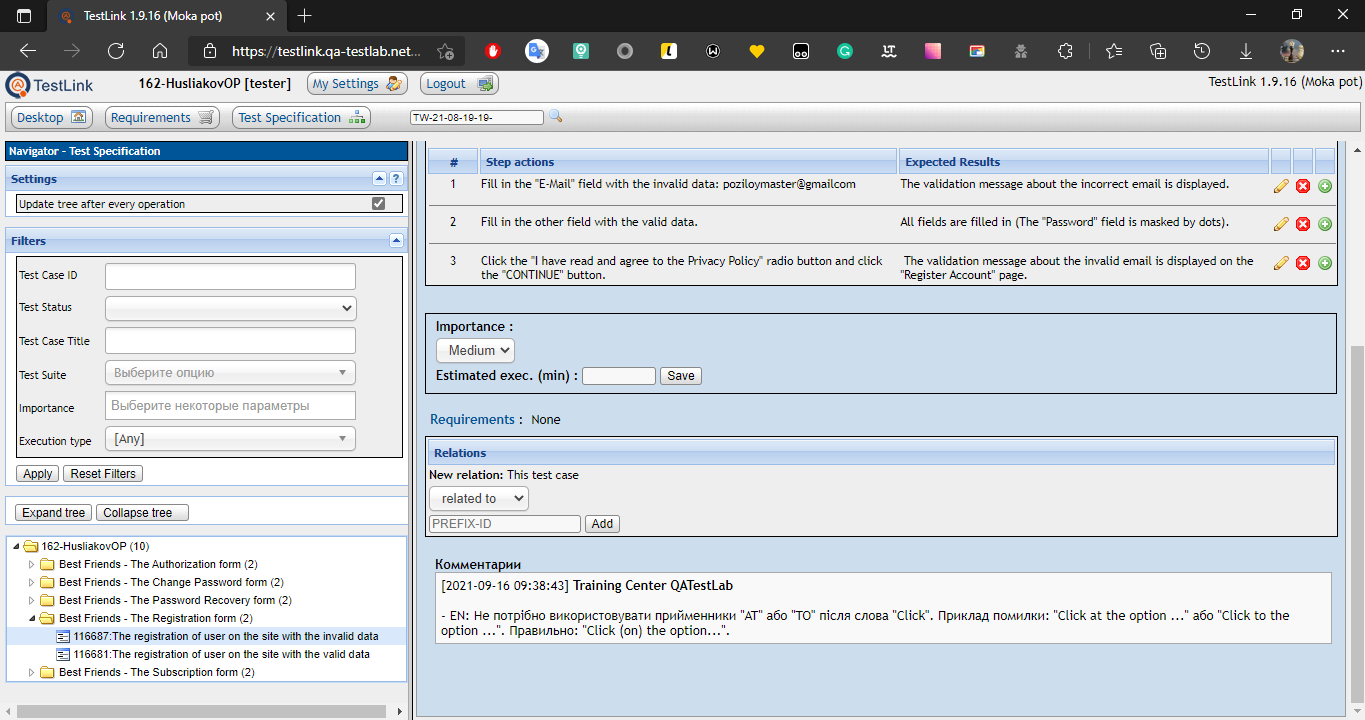 TestLink 1.9.16 (Moka pot)
https://testlink.qa-testlab.net...
TestLink
162-HusliakovOP [tester]
My Settings
Logout
TestLink 1.9.16 (Moka pot)
Desktop
Requirements
Test Specification
TW-21-08-19-19-
Navigator - Test Specification
Settings
?
Update tree after every operation
Filters
Test Case ID
Test Status
Test Case Title
Test Suite
Выберите опцию
Importance
Выберите некоторые параметры
Execution type
[Any]
Apply
Reset Filters
Expand tree
Collapse tree
162-HusliakovOP (10)
Best Friends - The Authorization form (2)
Best Friends - The Change Password form (2)
Best Friends - The Password Recovery form (2)
Best Friends - The Registration form (2)
116687:The registration of user on the site with the invalid data
116681:The registration of user on the site with the valid data
Best Friends - The Subscription form (2)
# Step actions Expected Results
1 Fill in the "E-Mail" field with the invalid data: poziloymaster@gmailcom The validation message about the incorrect email is displayed.
2 Fill in the other field with the valid data. All fields are filled in (The "Password" field is masked by dots).
3 Click the "I have read and agree to the Privacy Policy" radio button and click The validation message about the invalid email is displayed on the
the "CONTINUE" button. "Register Account" page.
Importance :
Medium
Estimated exec. (min) :
Save
Requirements : None
Relations
New relation: This test case
related to
PREFIX-ID
Add
Комментарии
[2021-09-16 09:38:43] Training Center QATestLab
- EN: Не потрібно використовувати прийменники "AT" або "TO" після слова "Click". Приклад помилки: "Click at the option ..." або "Click to the
option ...". Правильно: "Click (on) the option...".